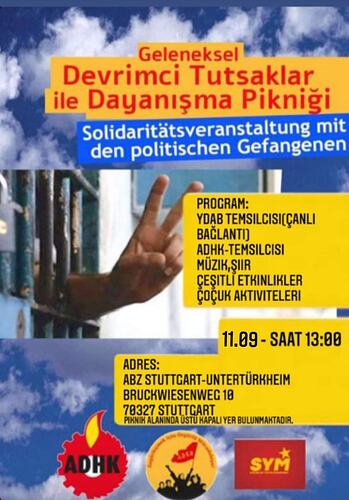 Geleneksel
Devrimci Tutsaklar
ile Dayanışma Pikniği
Solidaritätsveranstaltung mit
den politischen Gefangenen
PROGRAM:
YDAB TEMSILCISI(ÇANLI
BAĞLANTI)
ADHK-TEMSILCISI
MÜZIK,ŞIIR
ÇEŞITLI ETKINLIKLER
ÇOÇUK AKTIVITELERI
11.09 - SAAT 13:00
ADRES:
ABZ STUTTGART-UNTERTÜRKHEIM
BRUCKWIESENWEG 10
70327 STUTTGART
PIKNIK ALANINDA ÜSTÜ KAPALI YER BULUNMAKTADIR.
ADHK
SYM